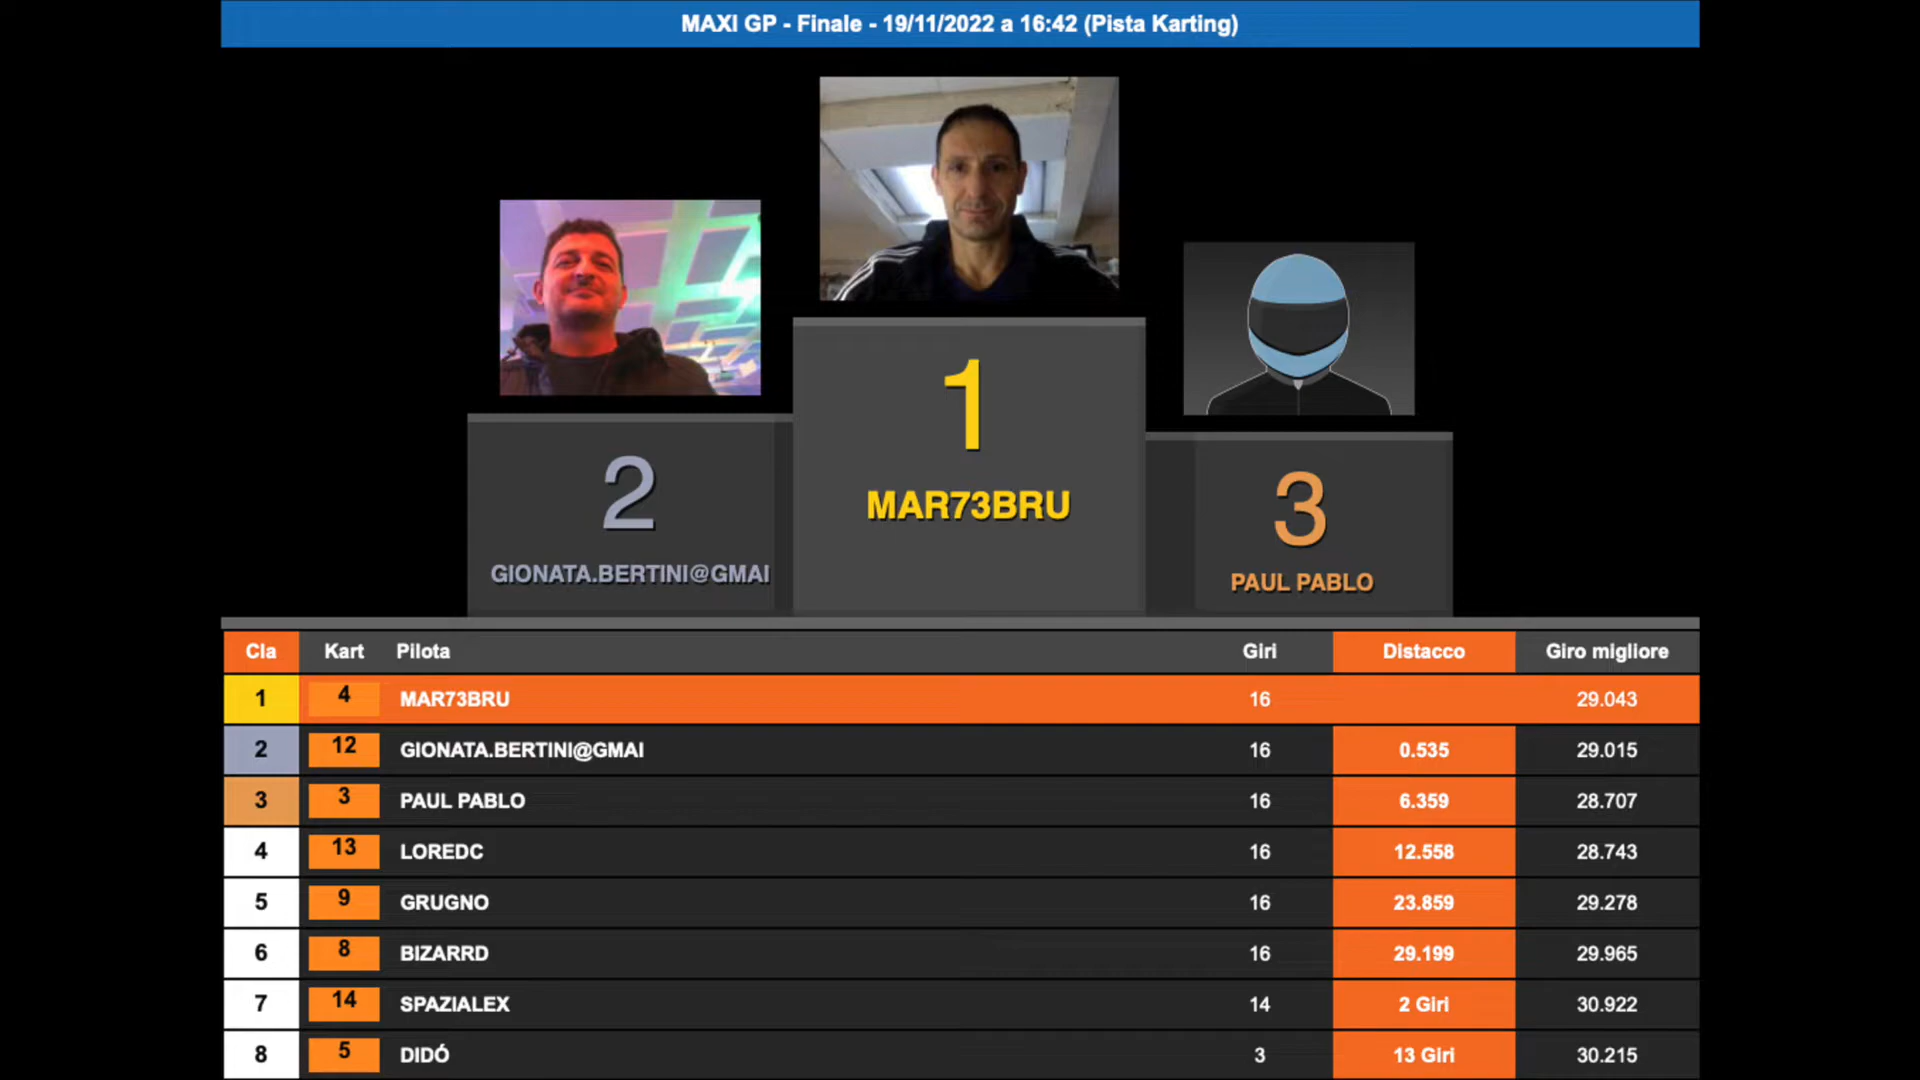 MAXI GP - Finale - 19/11/2022 a 16:42 (Pista Karting)
1
MAR73BRU
2
GIONATA.BERTINI@GMAI
3
PAUL PABLO
Cla Kart Pilota Giri Distacco Giro migliore
1 4 MAR73BRU 16 29.043
2 12 GIONATA.BERTINI@GMAI 16 0.535 29.015
3 3 PAUL PABLO 16 6.359 28.707
4 13 LOREDC 16 12.558 28.743
5 9 GRUGNO 16 23.859 29.278
6 8 BIZARRD 16 29.199 29.965
7 14 SPAZIALEX 14 2 Giri 30.922
8 5 DIDÓ 3 13 Giri 30.215